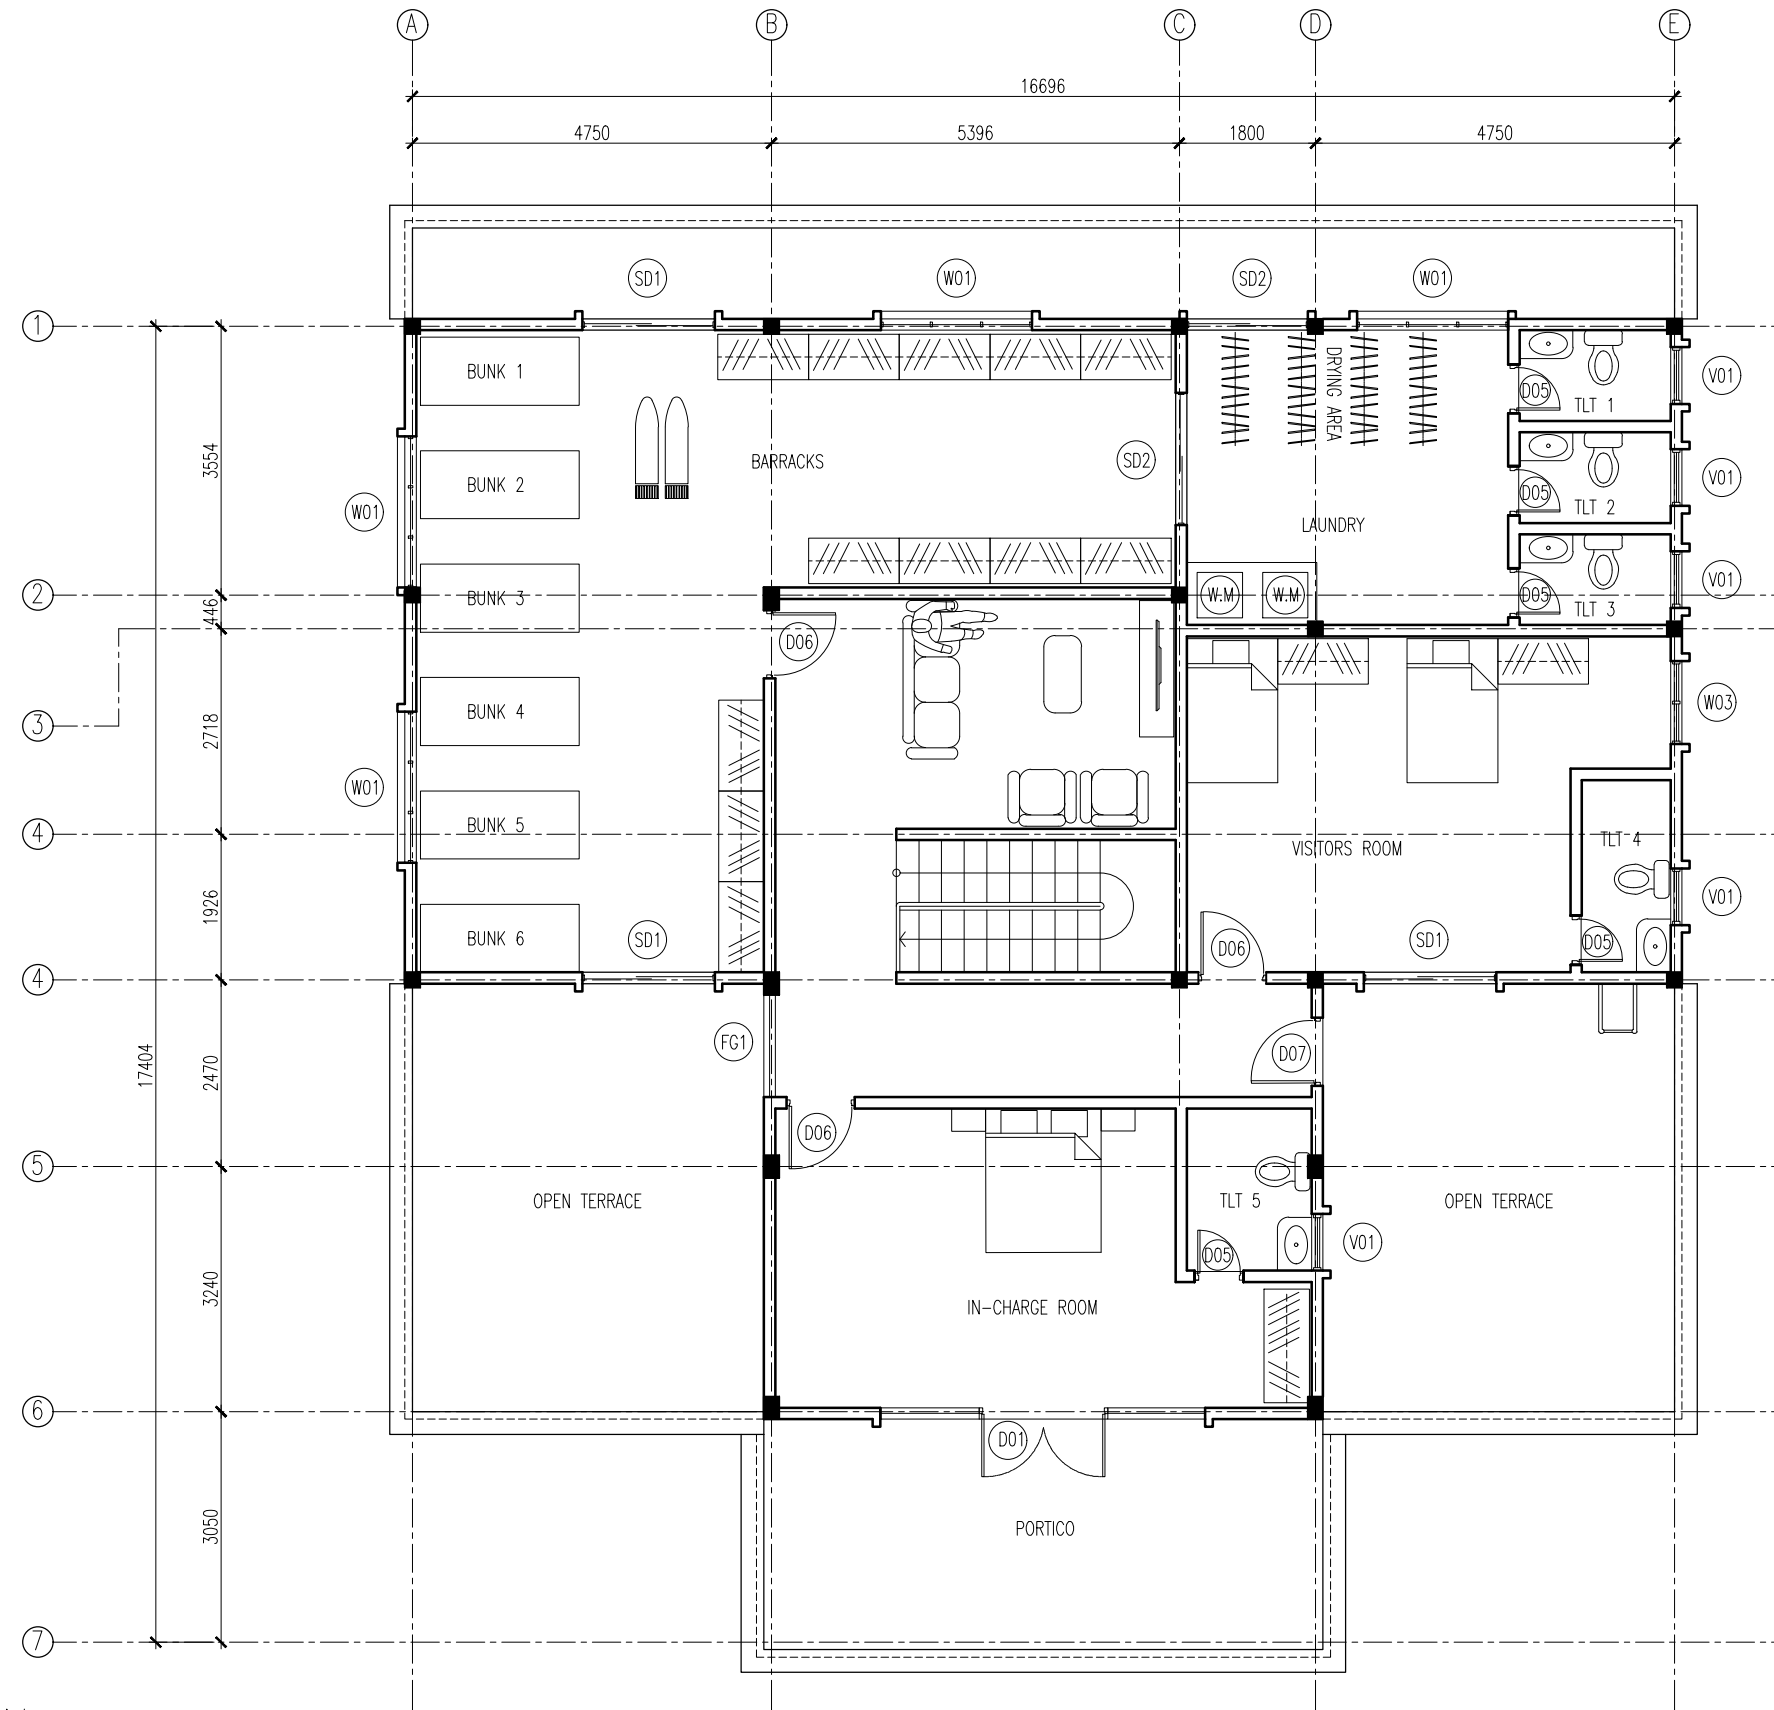 A B C D E
16696
4750 5396 1800 4750
SD1 W01 SD2 W01
1
BUNK 1
DRYING AREA
D05
TLT 1
V01
3554
BARRACKS
SD2
BUNK 2
W01
D05
TLT 2
V01
LAUNDRY
2
446
BUNK 3
W.M W.M
D05
TLT 3
V01
D06
3
2718
BUNK 4
W03
W01
BUNK 5
4
VISITORS ROOM
TLT 4
1926
V01
BUNK 6
SD1
D06
SD1
D05
4
FG1
D07
17404
2470
D06
5
OPEN TERRACE
TLT 5
OPEN TERRACE
D05
V01
3240
IN-CHARGE ROOM
6
D01
3050
PORTICO
7